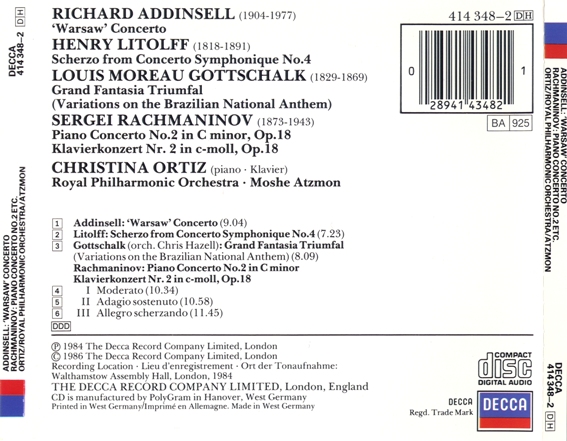 RICHARD ADDINSELL (1904-1977)
‘Warsaw’ Concerto
HENRY LITOLFF (1818-1891)
Scherzo from Concerto Symphonique No.4
LOUIS MOREAU GOTTSCHALK (1829-1869)
Grand Fantasia Triumfal
(Variations on the Brazilian National Anthem)
SERGEI RACHMANINOV (1873-1943)
Piano Concerto No.2 in C minor, Op.18
Klavierkonzert Nr. 2 in c-moll, Op.18
CHRISTINA ORTIZ (piano · Klavier)
Royal Philharmonic Orchestra · Moshe Atzmon
414 348-2 DH
0
28941 43482
1
BA 925
1 Addinsell: ‘Warsaw’ Concerto (9.04)
2 Litolff: Scherzo from Concerto Symphonique No.4 (7.23)
3 Gottschalk (orch. Chris Hazell): Grand Fantasia Triumfal
(Variations on the Brazilian National Anthem) (8.09)
Rachmaninov: Piano Concerto No.2 in C minor
Klavierkonzert Nr. 2 in c-moll, Op.18
4 I Moderato (10.34)
5 II Adagio sostenuto (10.58)
6 III Allegro scherzando (11.45)
DDD
℗ 1984 The Decca Record Company Limited, London
© 1986 The Decca Record Company Limited, London
Recording Location · Lieu d'enregistrement · Ort der Tonaufnahme:
Walthamstow Assembly Hall, London, 1984
THE DECCA RECORD COMPANY LIMITED, London, England
CD is manufactured by PolyGram in Hanover, West Germany
Printed in West Germany/Imprimé en Allemagne. Made in West Germany
COMPACT
disc
DIGITAL AUDIO
DECCA
Regd. Trade Mark
DECCA
DECCA
414 348-2 DH
ADDINSELL: ‘WARSAW’ CONCERTO
RACHMANINOV: PIANO CONCERTO NO.2 ETC.
ORTIZ/ROYAL PHILHARMONIC ORCHESTRA/ATZMON
ADDINSELL: ‘WARSAW’ CONCERTO
RACHMANINOV: PIANO CONCERTO NO.2 ETC.
ORTIZ/ROYAL PHILHARMONIC ORCHESTRA/ATZMON
DECCA
414 348-2 DH